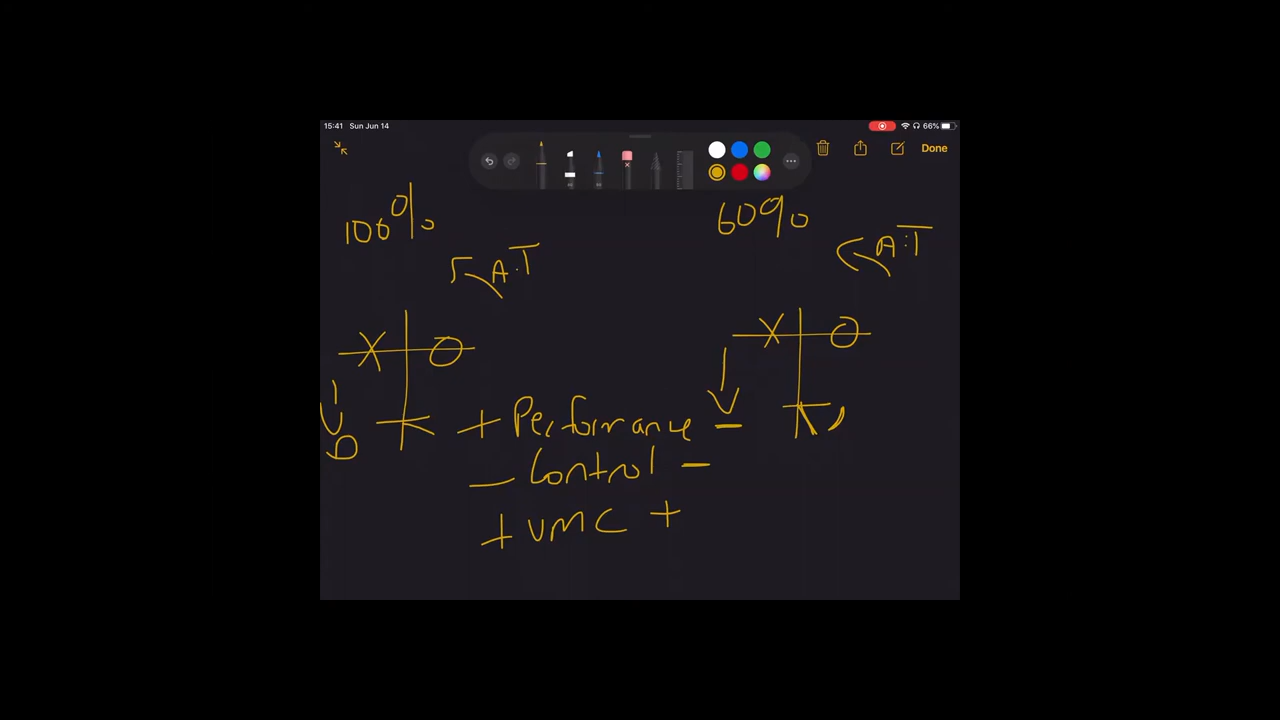 15:41 Sun Jun 14 66%
Done
100% 60%
A.T A:T
X O X O
D + Performance -
- Control -
+ VMC +